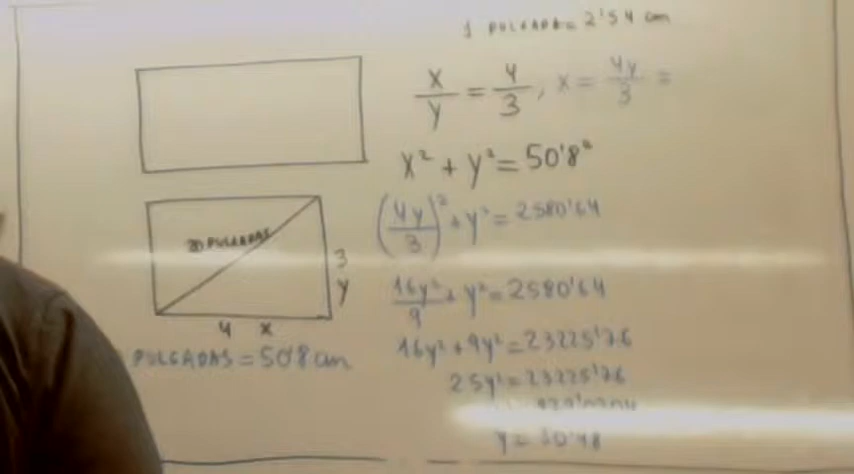 1 PULGADA = 2'54 cm
x/y = 4/3, x = 4y/3 =
x² + y² = 50'8²
(4y/3)² + y² = 2580'64
20 PULGADAS
3
y
16y²/9 + y² = 2580'64
4 x
16y² + 9y² = 23225'76
PULGADAS = 50'8 cm
25y² = 23225'76
y = 30'48